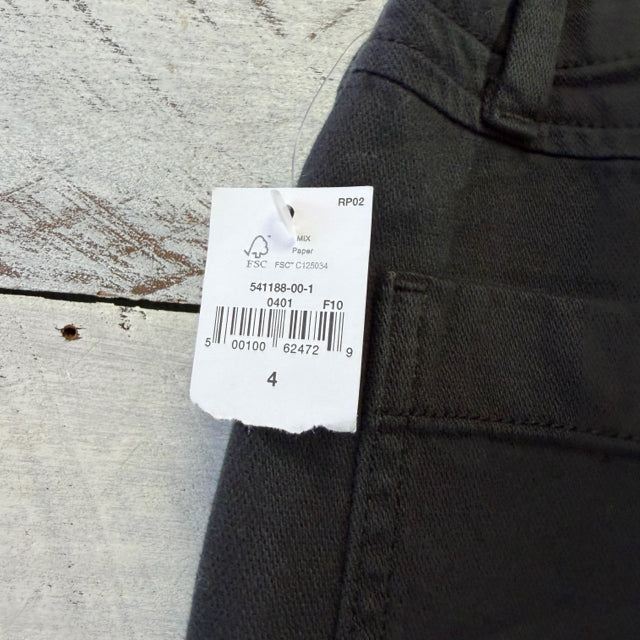 RP02
MIX
Paper
FSC
FSC™ C125034
541188-00-1
0401 F10
5 00100 62472 9
4